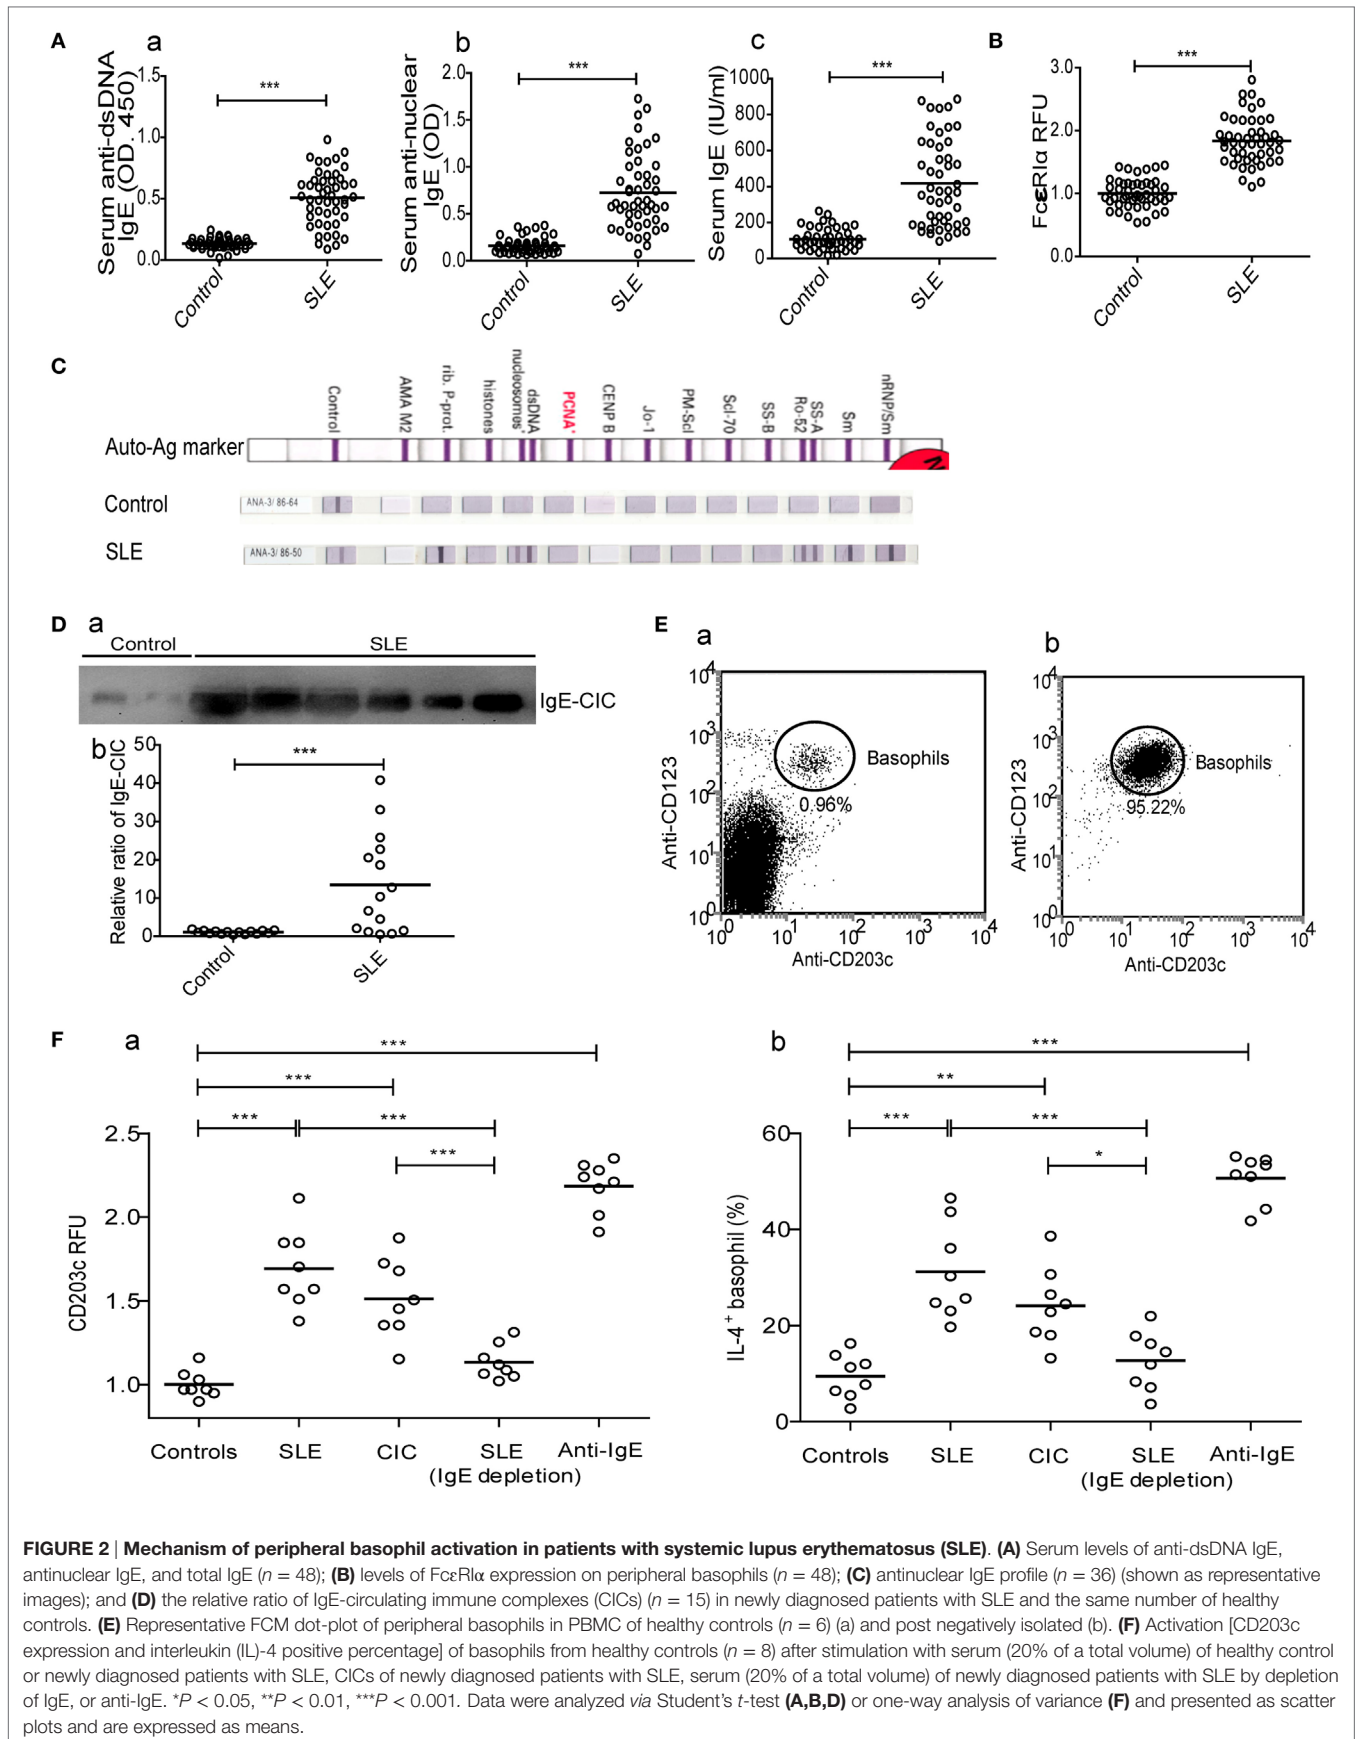 A
a
Serum anti-dsDNA
IgE (OD. 450)
1.5
1.0
0.5
0.0
***
Control
SLE
b
Serum anti-nuclear
IgE (OD)
2.0
1.5
1.0
0.5
0.0
***
Control
SLE
c
Serum IgE (IU/ml)
1000
800
600
400
200
0
***
Control
SLE
B
FcεRIα RFU
3.0
2.0
1.0
0.0
***
Control
SLE
C
Control
AMA M2
rib. P-prot.
histones
nucleosomes*
dsDNA
PCNA*
CENP B
Jo-1
PM-Scl
Scl-70
SS-B
Ro-52
SS-A
Sm
nRNP/Sm
Auto-Ag marker
Control
ANA-3/ 86-64
SLE
ANA-3/ 86-50
D
a
Control
SLE
IgE-CIC
b
Relative ratio of IgE-CIC
50
40
30
20
10
0
***
Control
SLE
E
a
Anti-CD123
10⁴
10³
10²
10¹
10⁰
Basophils
0.96%
10⁰ 10¹ 10² 10³ 10⁴
Anti-CD203c
b
Anti-CD123
10⁴
10³
10²
10¹
10⁰
Basophils
95.22%
10⁰ 10¹ 10² 10³ 10⁴
Anti-CD203c
F
a
***
***
*** ***
***
CD203c RFU
2.5
2.0
1.5
1.0
Controls SLE CIC SLE Anti-IgE
(IgE depletion)
b
***
**
*** ***
*
IL-4⁺ basophil (%)
60
40
20
0
Controls SLE CIC SLE Anti-IgE
(IgE depletion)
FIGURE 2 | Mechanism of peripheral basophil activation in patients with systemic lupus erythematosus (SLE). (A) Serum levels of anti-dsDNA IgE,
antinuclear IgE, and total IgE (n = 48); (B) levels of FcεRIα expression on peripheral basophils (n = 48); (C) antinuclear IgE profile (n = 36) (shown as representative
images); and (D) the relative ratio of IgE-circulating immune complexes (CICs) (n = 15) in newly diagnosed patients with SLE and the same number of healthy
controls. (E) Representative FCM dot-plot of peripheral basophils in PBMC of healthy controls (n = 6) (a) and post negatively isolated (b). (F) Activation [CD203c
expression and interleukin (IL)-4 positive percentage] of basophils from healthy controls (n = 8) after stimulation with serum (20% of a total volume) of healthy control
or newly diagnosed patients with SLE, CICs of newly diagnosed patients with SLE, serum (20% of a total volume) of newly diagnosed patients with SLE by depletion
of IgE, or anti-IgE. *P < 0.05, **P < 0.01, ***P < 0.001. Data were analyzed via Student's t-test (A,B,D) or one-way analysis of variance (F) and presented as scatter
plots and are expressed as means.